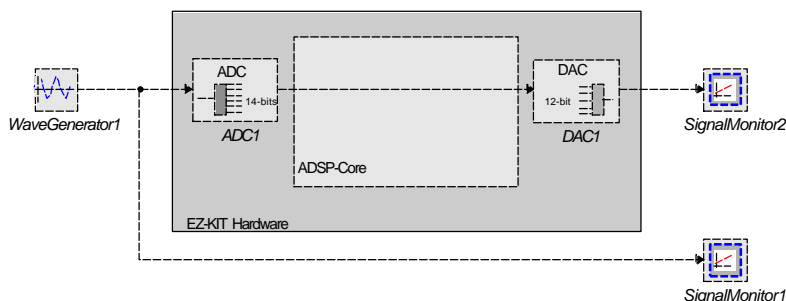 ADC
14-bits
ADC1
DAC
12-bit
DAC1
WaveGenerator1
SignalMonitor2
ADSP-Core
EZ-KIT Hardware
SignalMonitor1